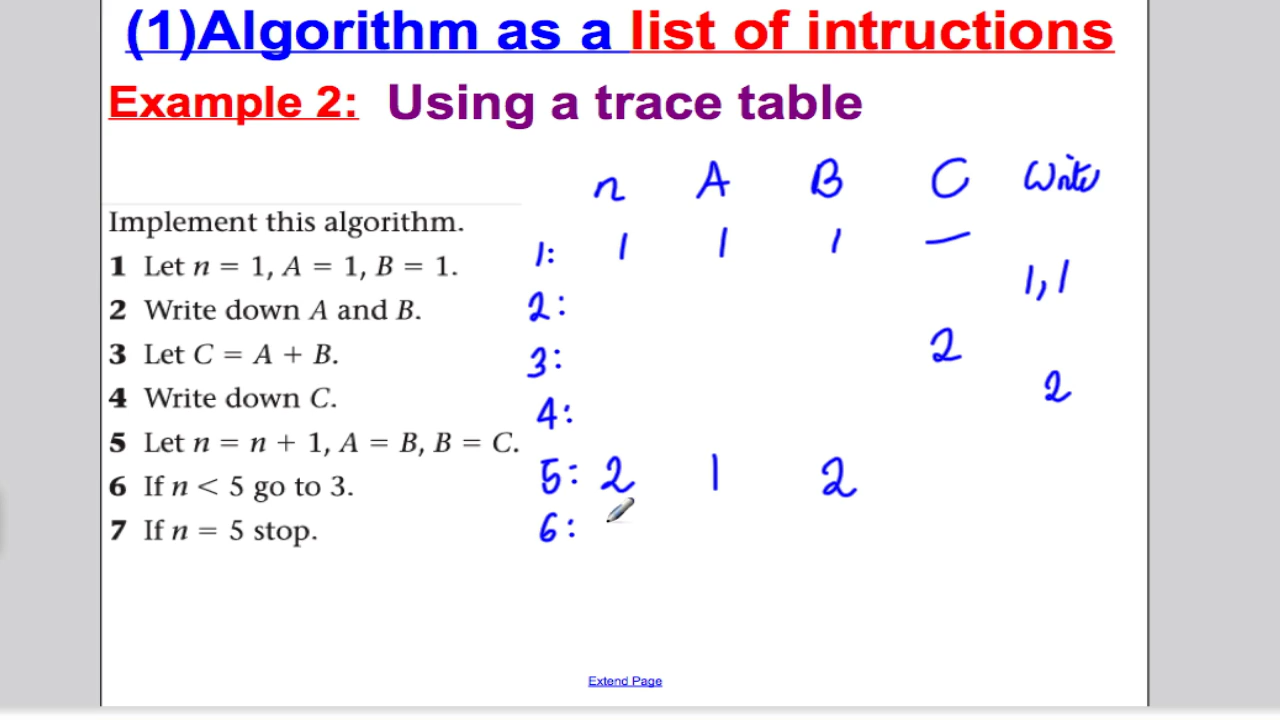 (1)Algorithm as a list of intructions
Example 2: Using a trace table
n A B C Write
Implement this algorithm.
1 Let n = 1, A = 1, B = 1.
2 Write down A and B.
3 Let C = A + B.
4 Write down C.
5 Let n = n + 1, A = B, B = C.
6 If n < 5 go to 3.
7 If n = 5 stop.
1: 1 1 1 —
2: 1,1
3: 2
4: 2
5: 2 1 2
6:
Extend Page